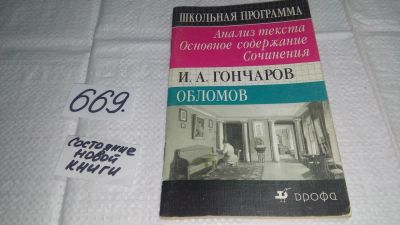 ШКОЛЬНАЯ ПРОГРАММА
Анализ текста
Основное содержание
Сочинения
И. А. ГОНЧАРОВ
ОБЛОМОВ
дрофа
669.
Состояние
новой
книги